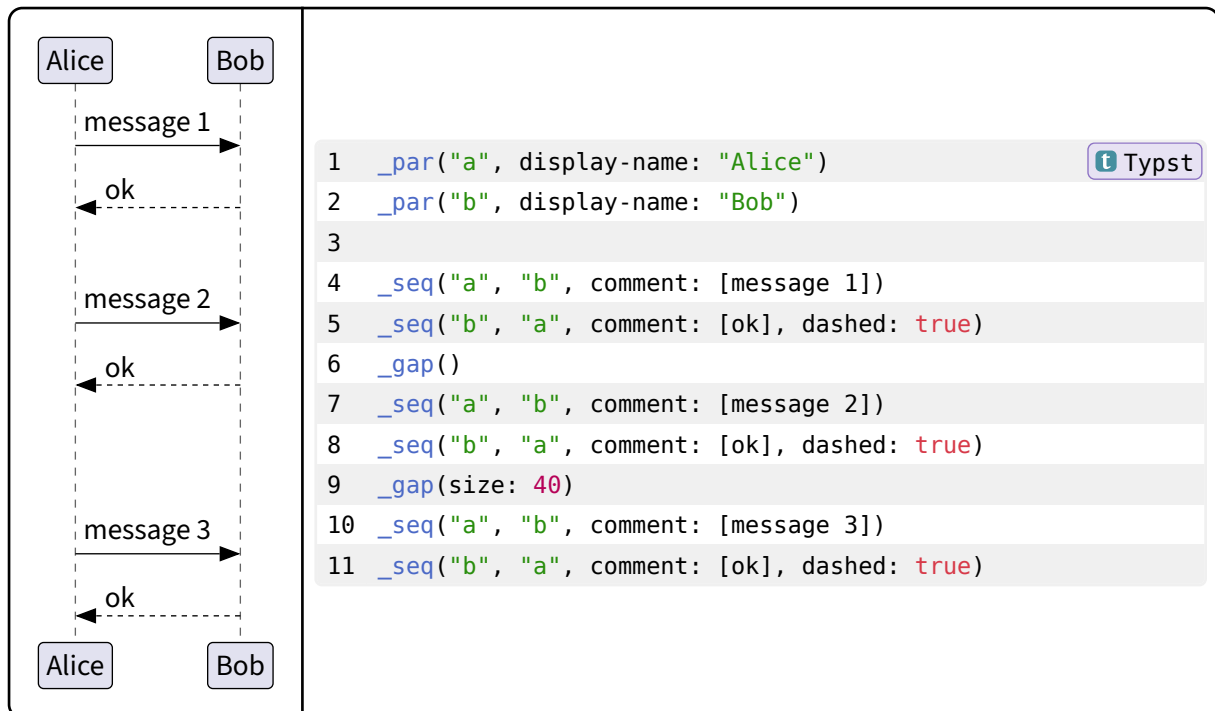 Alice Bob
message 1
ok
message 2
ok
message 3
ok
Alice Bob
1 _par("a", display-name: "Alice")
Typst
2 _par("b", display-name: "Bob")
3
4 _seq("a", "b", comment: [message 1])
5 _seq("b", "a", comment: [ok], dashed: true)
6 _gap()
7 _seq("a", "b", comment: [message 2])
8 _seq("b", "a", comment: [ok], dashed: true)
9 _gap(size: 40)
10 _seq("a", "b", comment: [message 3])
11 _seq("b", "a", comment: [ok], dashed: true)